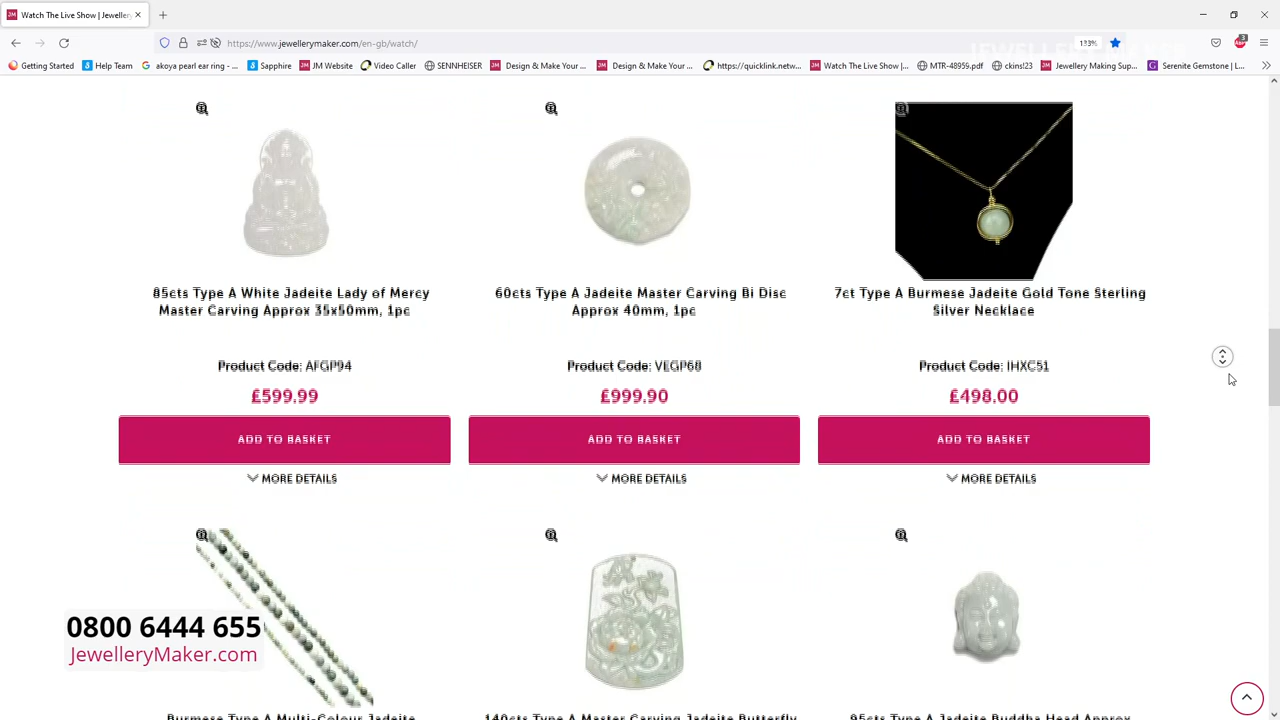 Watch The Live Show | Jeweller
https://www.jewellerymaker.com/en-gb/watch/
133%
Getting Started
Help Team
akoya pearl ear ring - ...
Sapphire
JM Website
Video Caller
SENNHEISER
Design & Make Your ...
Design & Make Your ...
https://quicklink.netw...
Watch The Live Show |...
MTR-48959.pdf
ckins!23
Jewellery Making Sup...
Serenite Gemstone | L...
85cts Type A White Jadeite Lady of Mercy
Master Carving Approx 35x50mm, 1pc
Product Code: AFGP94
£599.99
ADD TO BASKET
MORE DETAILS
60cts Type A Jadeite Master Carving Bi Disc
Approx 40mm, 1pc
Product Code: VEGP68
£999.90
ADD TO BASKET
MORE DETAILS
7ct Type A Burmese Jadeite Gold Tone Sterling
Silver Necklace
Product Code: IHXC51
£498.00
ADD TO BASKET
MORE DETAILS
Burmese Type A Multi-Colour Jadeite
140cts Type A Master Carving Jadeite Butterfly
95cts Type A Jadeite Buddha Head Approx
0800 6444 655
JewelleryMaker.com